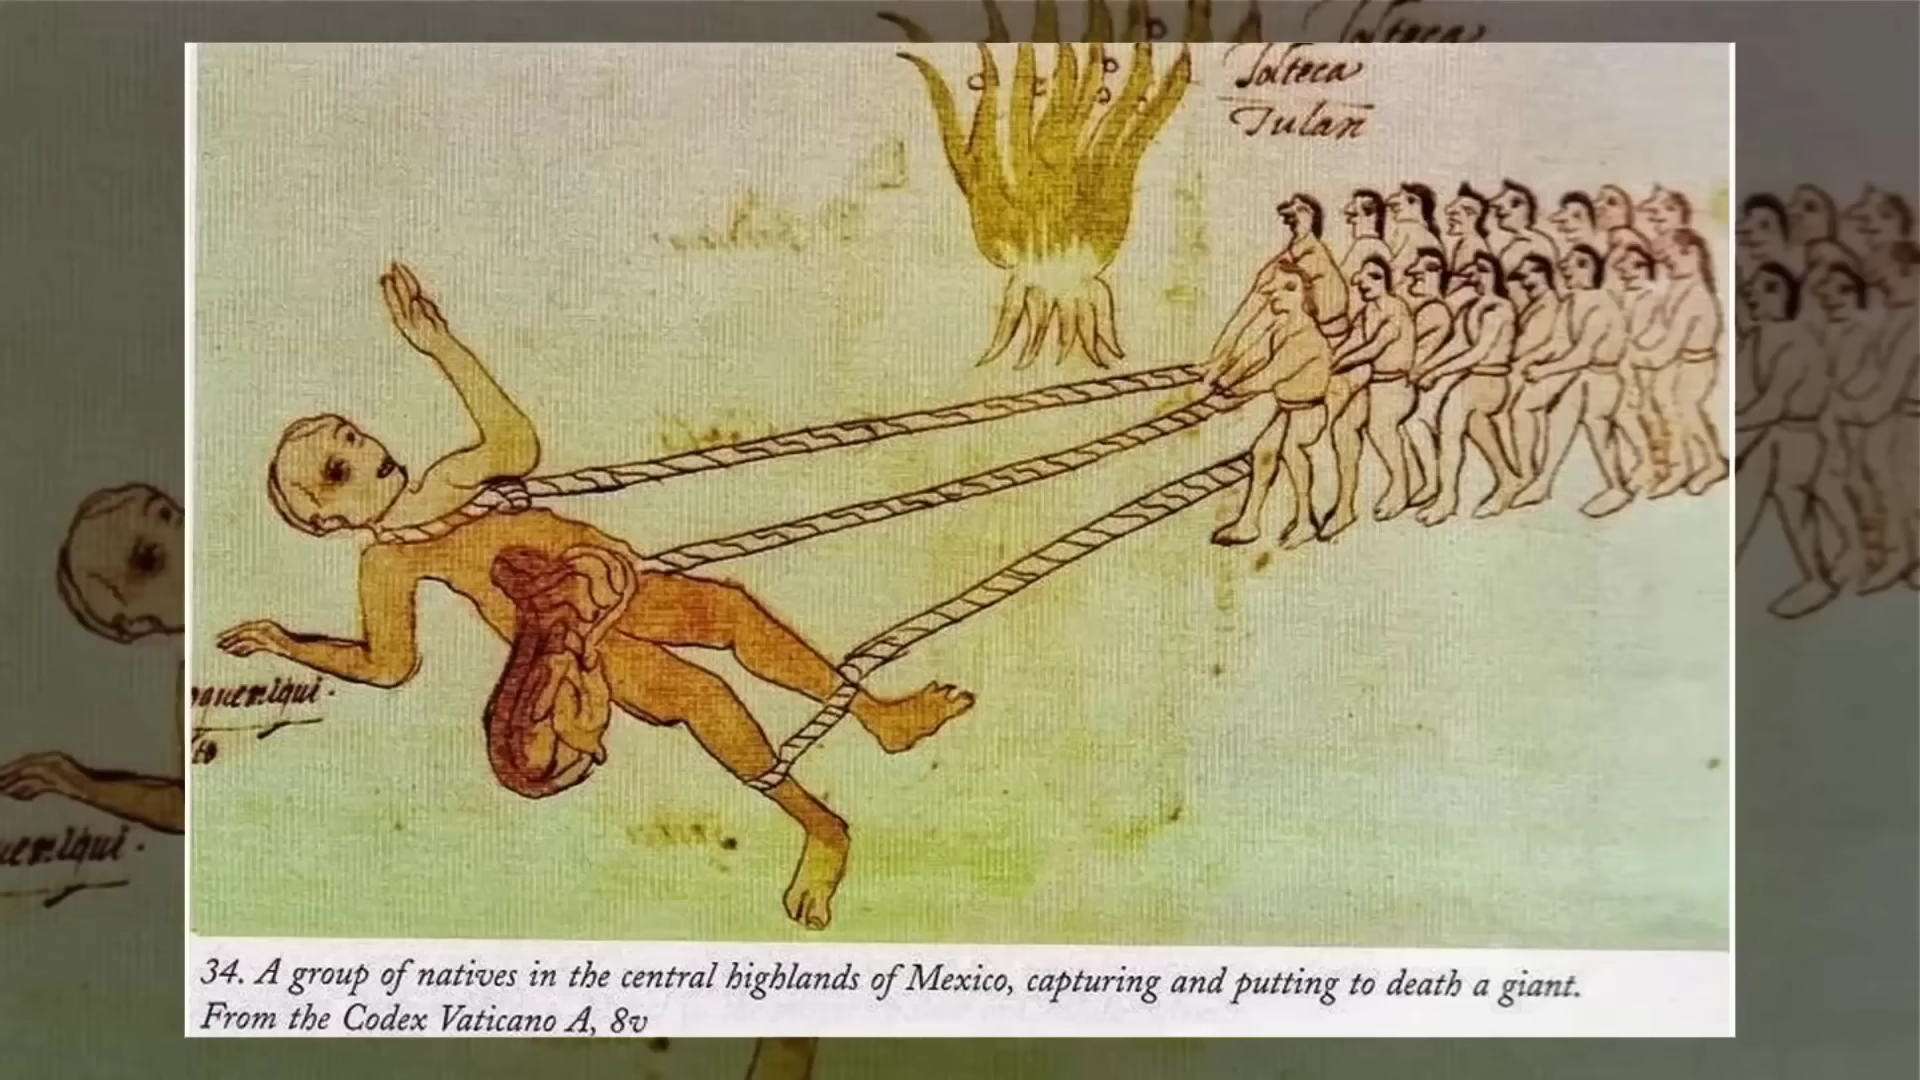 Tolteca
Tulan
34. A group of natives in the central highlands of Mexico, capturing and putting to death a giant.
From the Codex Vaticano A, 8v